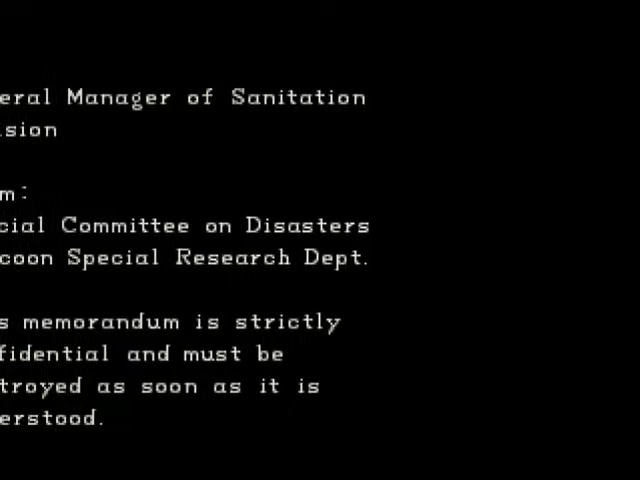 eral Manager of Sanitation
ision
m:
cial Committee on Disasters
coon Special Research Dept.
s memorandum is strictly
fidential and must be
troyed as soon as it is
erstood.